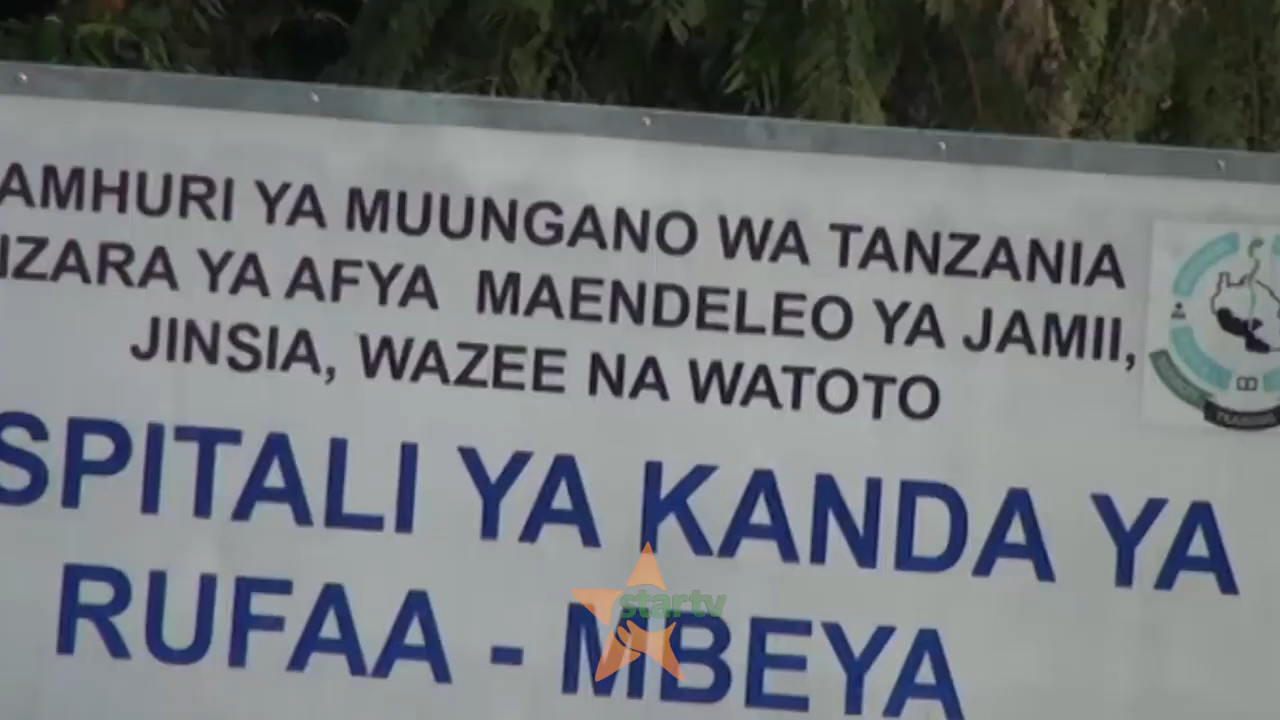 AMHURI YA MUUNGANO WA TANZANIA
IZARA YA AFYA MAENDELEO YA JAMII,
JINSIA, WAZEE NA WATOTO
SPITALI YA KANDA YA
RUFAA - MBEYA
startv